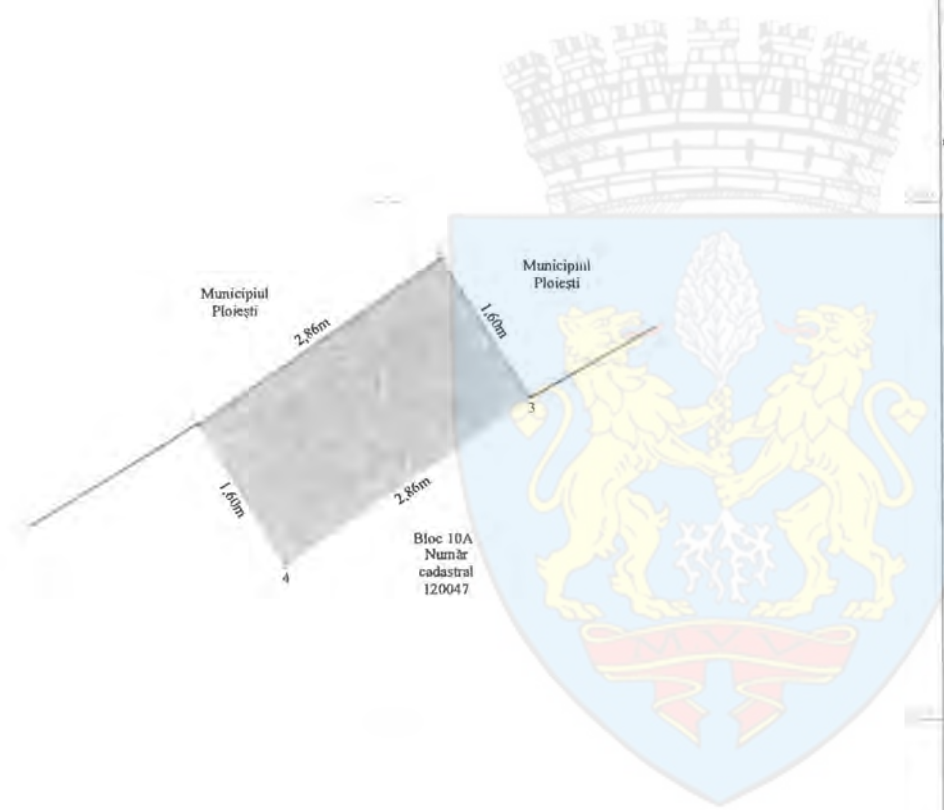 Municipiul
Ploiești
Municipiul
Ploiești
2,86m
1,60m
3
1,60m
2,86m
4
Bloc 10A
Număr
cadastral
120047